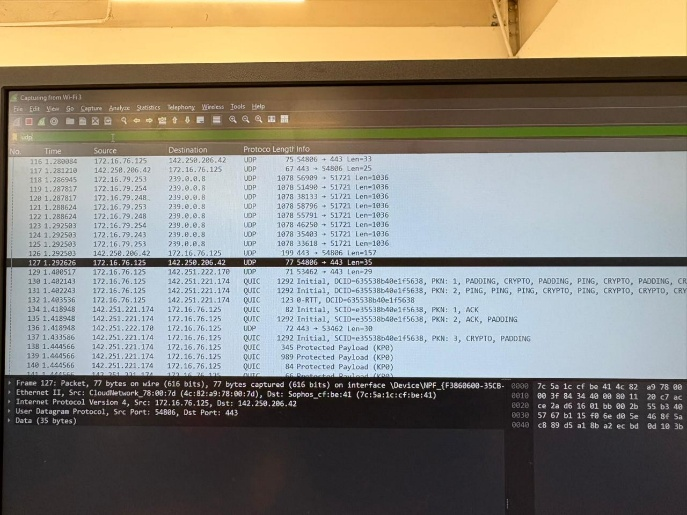 Capturing from Wi-Fi 3
File Edit View Go Capture Analyze Statistics Telephony Wireless Tools Help
udp
No. Time Source Destination Protoco Length Info
116 1.280084 172.16.76.125 142.250.206.42 UDP 75 54806 → 443 Len=33
117 1.281210 142.250.206.42 172.16.76.125 UDP 67 443 → 54806 Len=25
118 1.286945 172.16.79.253 239.0.0.8 UDP 1078 56909 → 51721 Len=1036
119 1.287817 172.16.79.254 239.0.0.8 UDP 1078 51490 → 51721 Len=1036
120 1.287817 172.16.79.248 239.0.0.8 UDP 1078 38133 → 51721 Len=1036
121 1.288624 172.16.79.253 239.0.0.8 UDP 1078 58796 → 51721 Len=1036
122 1.288624 172.16.79.248 239.0.0.8 UDP 1078 55791 → 51721 Len=1036
123 1.292503 172.16.79.254 239.0.0.8 UDP 1078 46250 → 51721 Len=1036
124 1.292503 172.16.79.248 239.0.0.8 UDP 1078 35403 → 51721 Len=1036
125 1.292503 172.16.79.253 239.0.0.8 UDP 1078 33618 → 51721 Len=1036
126 1.292503 142.250.206.42 172.16.76.125 UDP 199 443 → 54806 Len=157
127 1.292626 172.16.76.125 142.250.206.42 UDP 77 54806 → 443 Len=35
129 1.400517 172.16.76.125 142.251.222.170 UDP 71 53462 → 443 Len=29
130 1.402143 172.16.76.125 142.251.221.174 QUIC 1292 Initial, DCID=635538b40e1f5638, PKN: 1, PADDING, CRYPTO, PADDING, PING, CRYPTO, PADDING, C
131 1.402243 172.16.76.125 142.251.221.174 QUIC 1292 Initial, DCID=635538b40e1f5638, PKN: 2, PING, PING, PING, CRYPTO, PING, CRYPTO, CRYPTO, CR
132 1.403536 172.16.76.125 142.251.221.174 QUIC 123 0-RTT, DCID=635538b40e1f5638
134 1.418948 142.251.221.174 172.16.76.125 QUIC 82 Initial, SCID=e35538b40e1f5638, PKN: 1, ACK
135 1.418948 142.251.221.174 172.16.76.125 QUIC 1292 Initial, SCID=e35538b40e1f5638, PKN: 2, ACK, PADDING
136 1.418948 142.251.222.170 172.16.76.125 UDP 72 443 → 53462 Len=30
137 1.433586 142.251.221.174 172.16.76.125 QUIC 1292 Initial, SCID=e35538b40e1f5638, PKN: 3, CRYPTO, PADDING
138 1.444566 142.251.221.174 172.16.76.125 QUIC 345 Protected Payload (KP0)
139 1.444566 142.251.221.174 172.16.76.125 QUIC 989 Protected Payload (KP0)
140 1.444566 142.251.221.174 172.16.76.125 QUIC 84 Protected Payload (KP0)
Frame 127: Packet, 77 bytes on wire (616 bits), 77 bytes captured (616 bits) on interface \Device\NPF_{F3860600-35CB-
Ethernet II, Src: CloudNetwork_78:00:7d (4c:82:a9:78:00:7d), Dst: Sophos_cf:be:41 (7c:5a:1c:cf:be:41)
Internet Protocol Version 4, Src: 172.16.76.125, Dst: 142.250.206.42
User Datagram Protocol, Src Port: 54806, Dst Port: 443
Data (35 bytes)
0000 7c 5a 1c cf be 41 4c 82 a9 78 00
0010 00 3f 84 34 40 00 80 11 20 c7 ac
0020 ce 2a d6 16 01 bb 00 2b 55 b3 40
0030 57 67 b1 15 f0 6e d0 5e 46 8f 5a
0040 c8 89 d5 a1 8b a2 ec bd 0d 10 3b